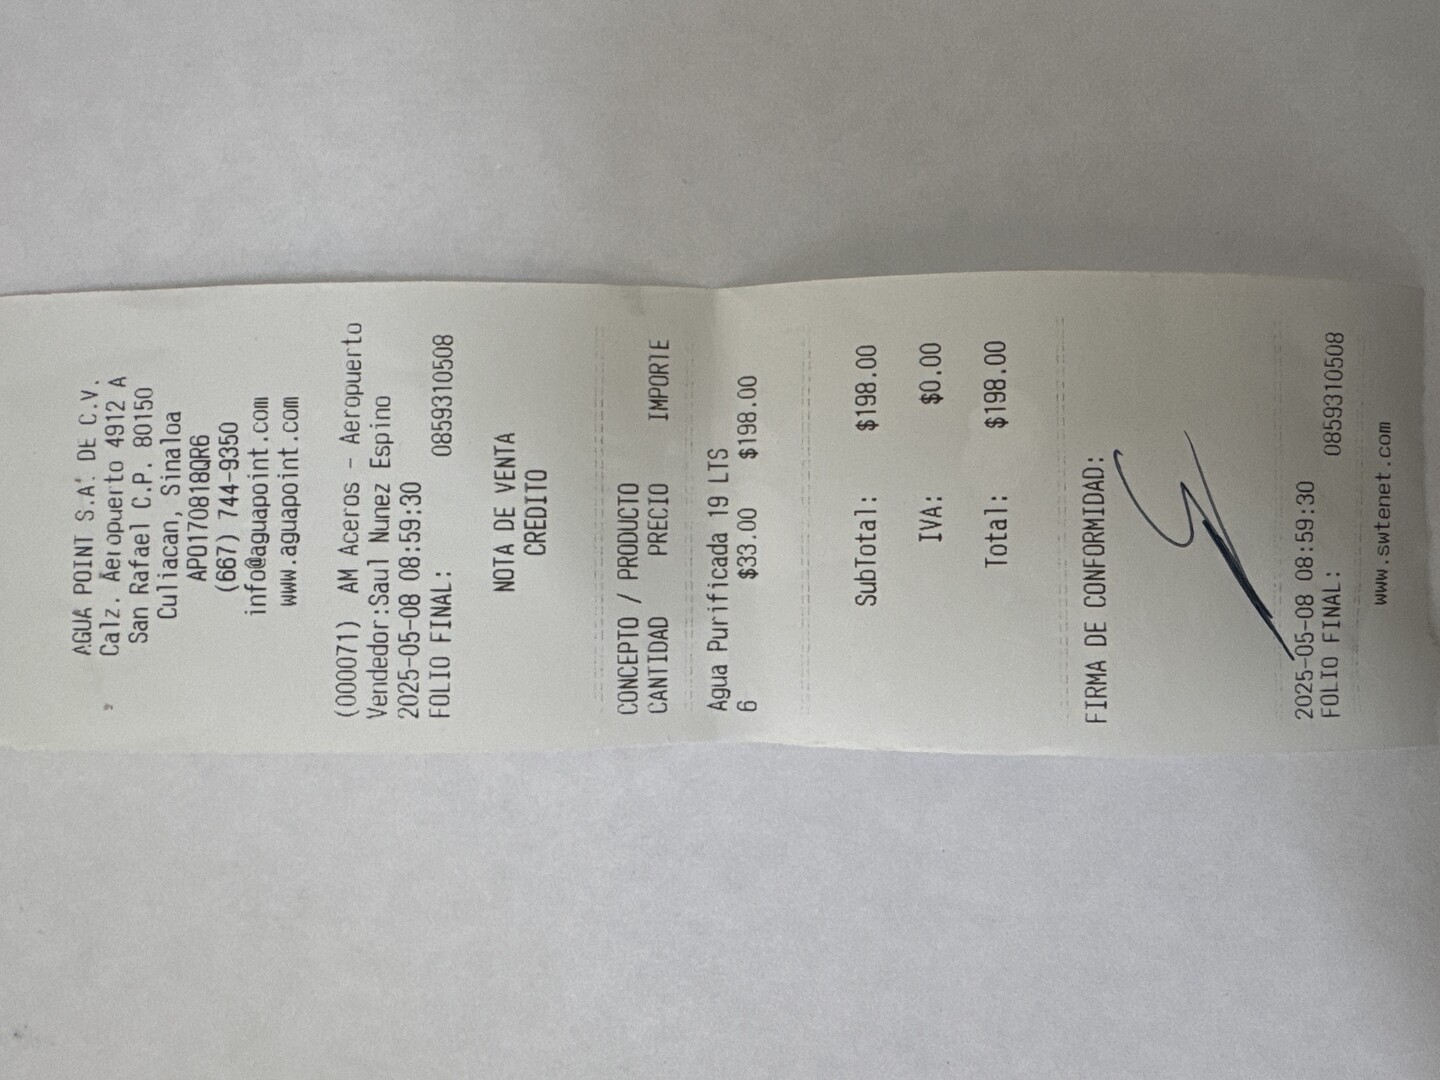 AGUA POINT S.A. DE C.V.
Calz. Aeropuerto 4912 A
San Rafael C.P. 80150
Culiacan, Sinaloa
APO170818QR6
(667) 744-9350
info@aguapoint.com
www.aguapoint.com
(000071) AM Aceros - Aeropuerto
Vendedor:Saul Nunez Espino
2025-05-08 08:59:30
FOLIO FINAL: 0859310508
NOTA DE VENTA
CREDITO
CONCEPTO / PRODUCTO
CANTIDAD PRECIO IMPORTE
Agua Purificada 19 LTS
6 $33.00 $198.00
SubTotal: $198.00
IVA: $0.00
Total: $198.00
FIRMA DE CONFORMIDAD:
2025-05-08 08:59:30
FOLIO FINAL: 0859310508
www.swtenet.com